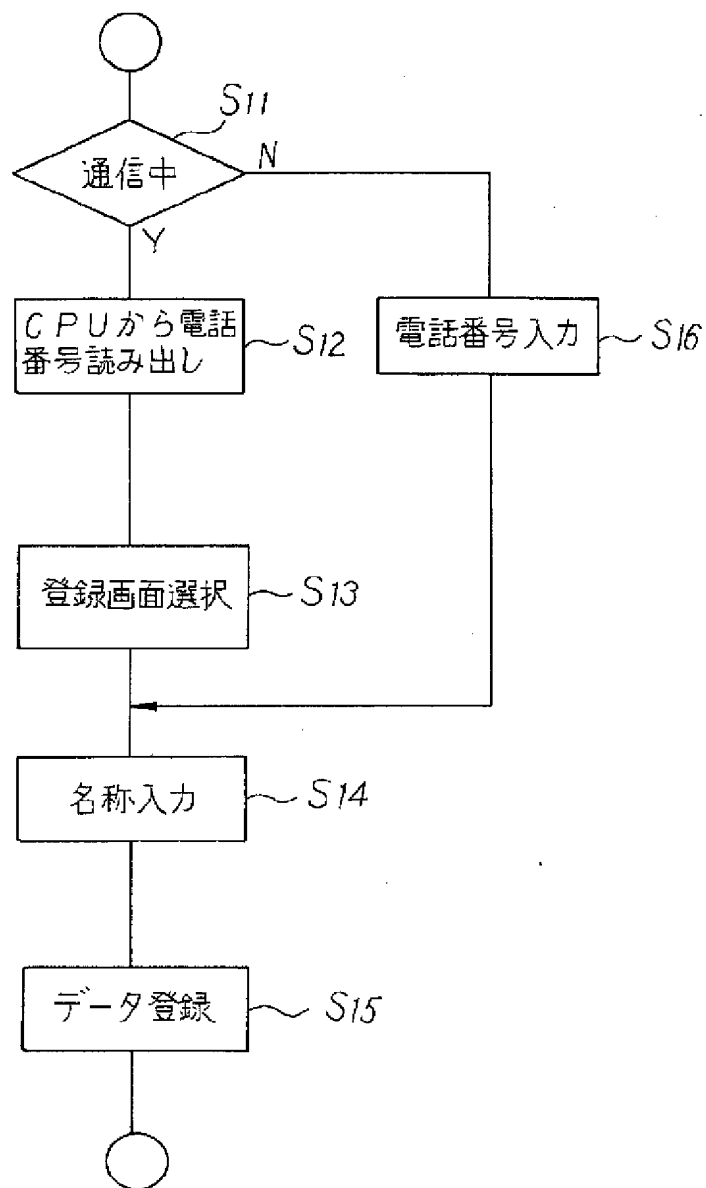 S11
通信中
N
Y
CPUから電話
番号読み出し
S12
電話番号入力
S16
登録画面選択
S13
名称入力
S14
データ登録
S15